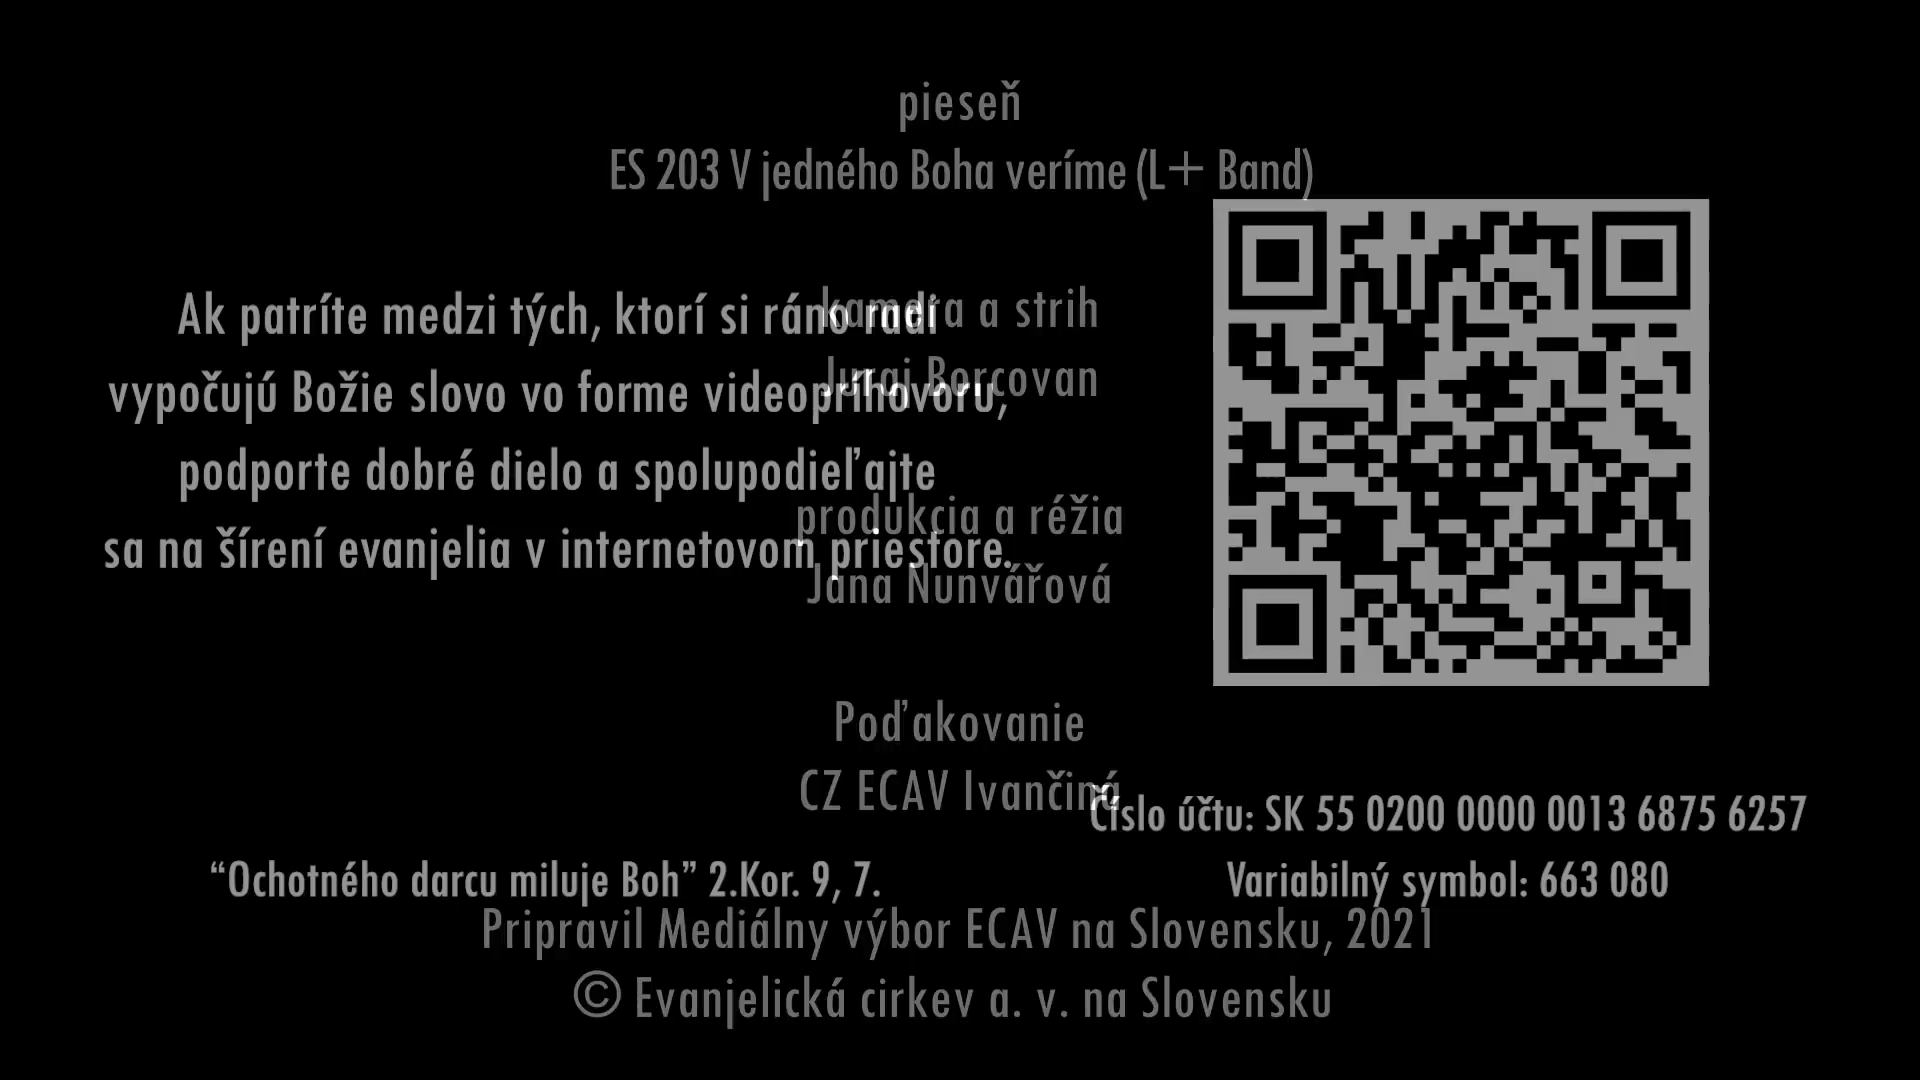 pieseň
ES 203 V jedného Boha veríme (L+ Band)
Ak patríte medzi tých, ktorí si ráno radi
vypočujú Božie slovo vo forme videopríhovoru,
podporte dobré dielo a spolupodieľajte
sa na šírení evanjelia v internetovom priestore.
kamera a strih
Juraj Borcovan
produkcia a réžia
Jana Nunvářová
Poďakovanie
CZ ECAV Ivančiná
Číslo účtu: SK 55 0200 0000 0013 6875 6257
“Ochotného darcu miluje Boh” 2.Kor. 9, 7.
Variabilný symbol: 663 080
Pripravil Mediálny výbor ECAV na Slovensku, 2021
© Evanjelická cirkev a. v. na Slovensku